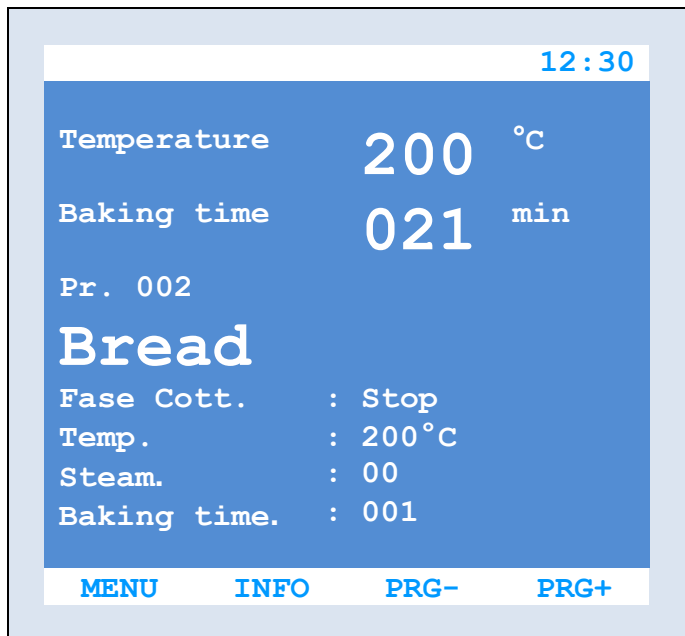 12:30
Temperature 200 °C
Baking time 021 min
Pr. 002
Bread
Fase Cott. : Stop
Temp. : 200°C
Steam. : 00
Baking time. : 001
MENU INFO PRG- PRG+